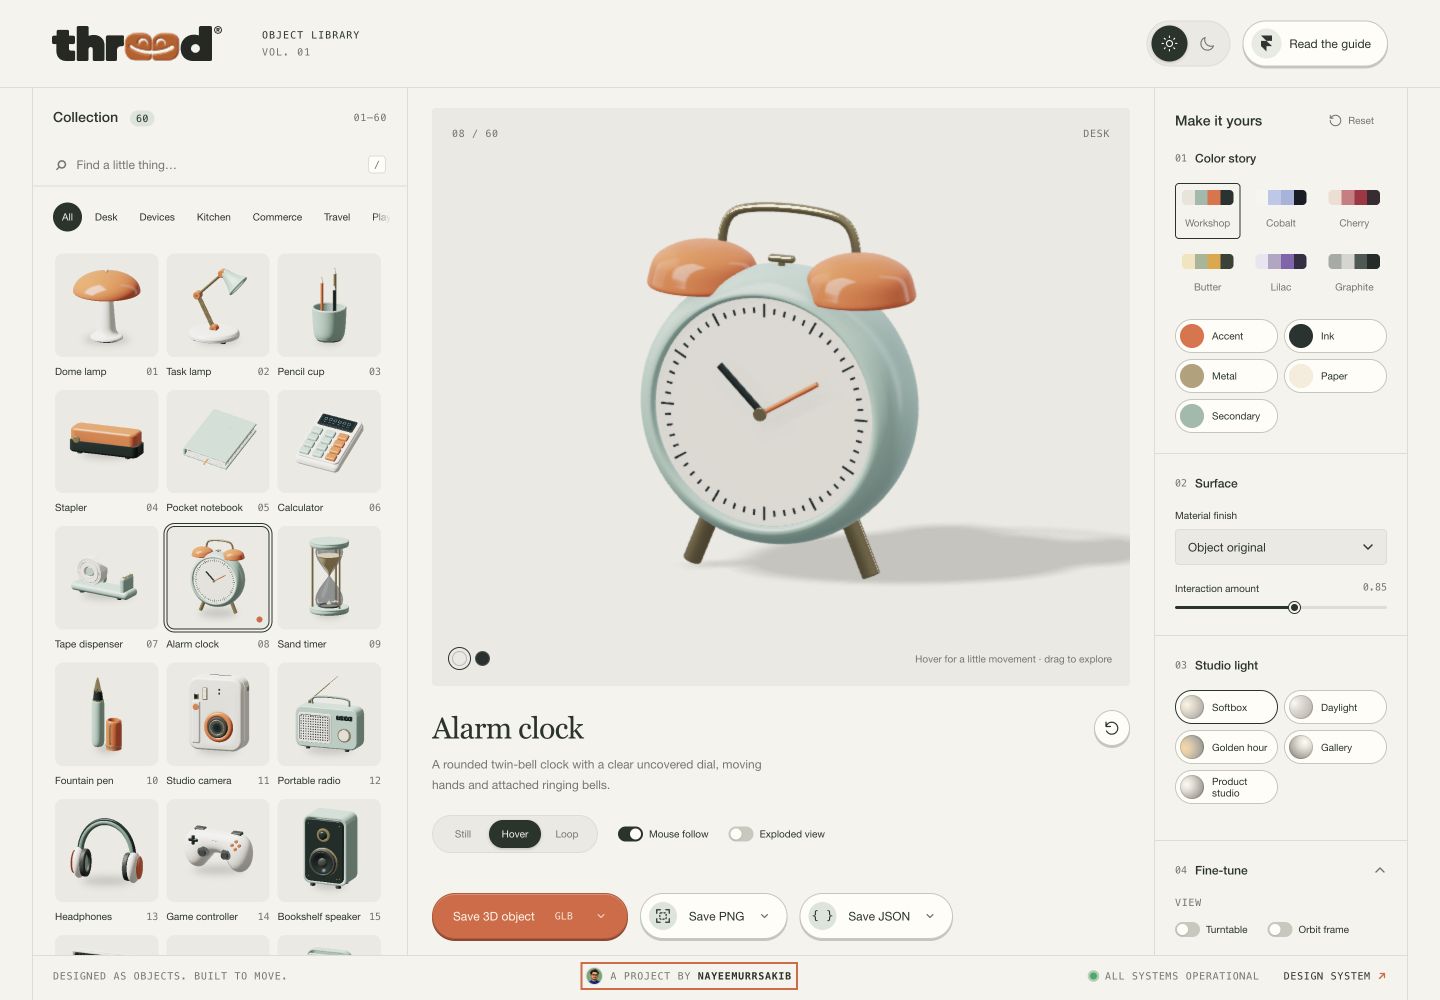 threed®
OBJECT LIBRARY
VOL. 01
Read the guide
Collection 60
01—60
Find a little thing...
/
All Desk Devices Kitchen Commerce Travel Play
Dome lamp 01
Task lamp 02
Pencil cup 03
Stapler 04
Pocket notebook 05
Calculator 06
Tape dispenser 07
Alarm clock 08
Sand timer 09
Fountain pen 10
Studio camera 11
Portable radio 12
Headphones 13
Game controller 14
Bookshelf speaker 15
08 / 60
DESK
Hover for a little movement · drag to explore
Alarm clock
A rounded twin-bell clock with a clear uncovered dial, moving
hands and attached ringing bells.
Still Hover Loop
Mouse follow
Exploded view
Save 3D object GLB
Save PNG
{ } Save JSON
Make it yours
Reset
01 Color story
Workshop Cobalt Cherry
Butter Lilac Graphite
Accent Ink
Metal Paper
Secondary
02 Surface
Material finish
Object original
Interaction amount 0.85
03 Studio light
Softbox Daylight
Golden hour Gallery
Product
studio
04 Fine-tune
VIEW
Turntable Orbit frame
DESIGNED AS OBJECTS. BUILT TO MOVE.
A PROJECT BY NAYEEMURRSAKIB
ALL SYSTEMS OPERATIONAL
DESIGN SYSTEM